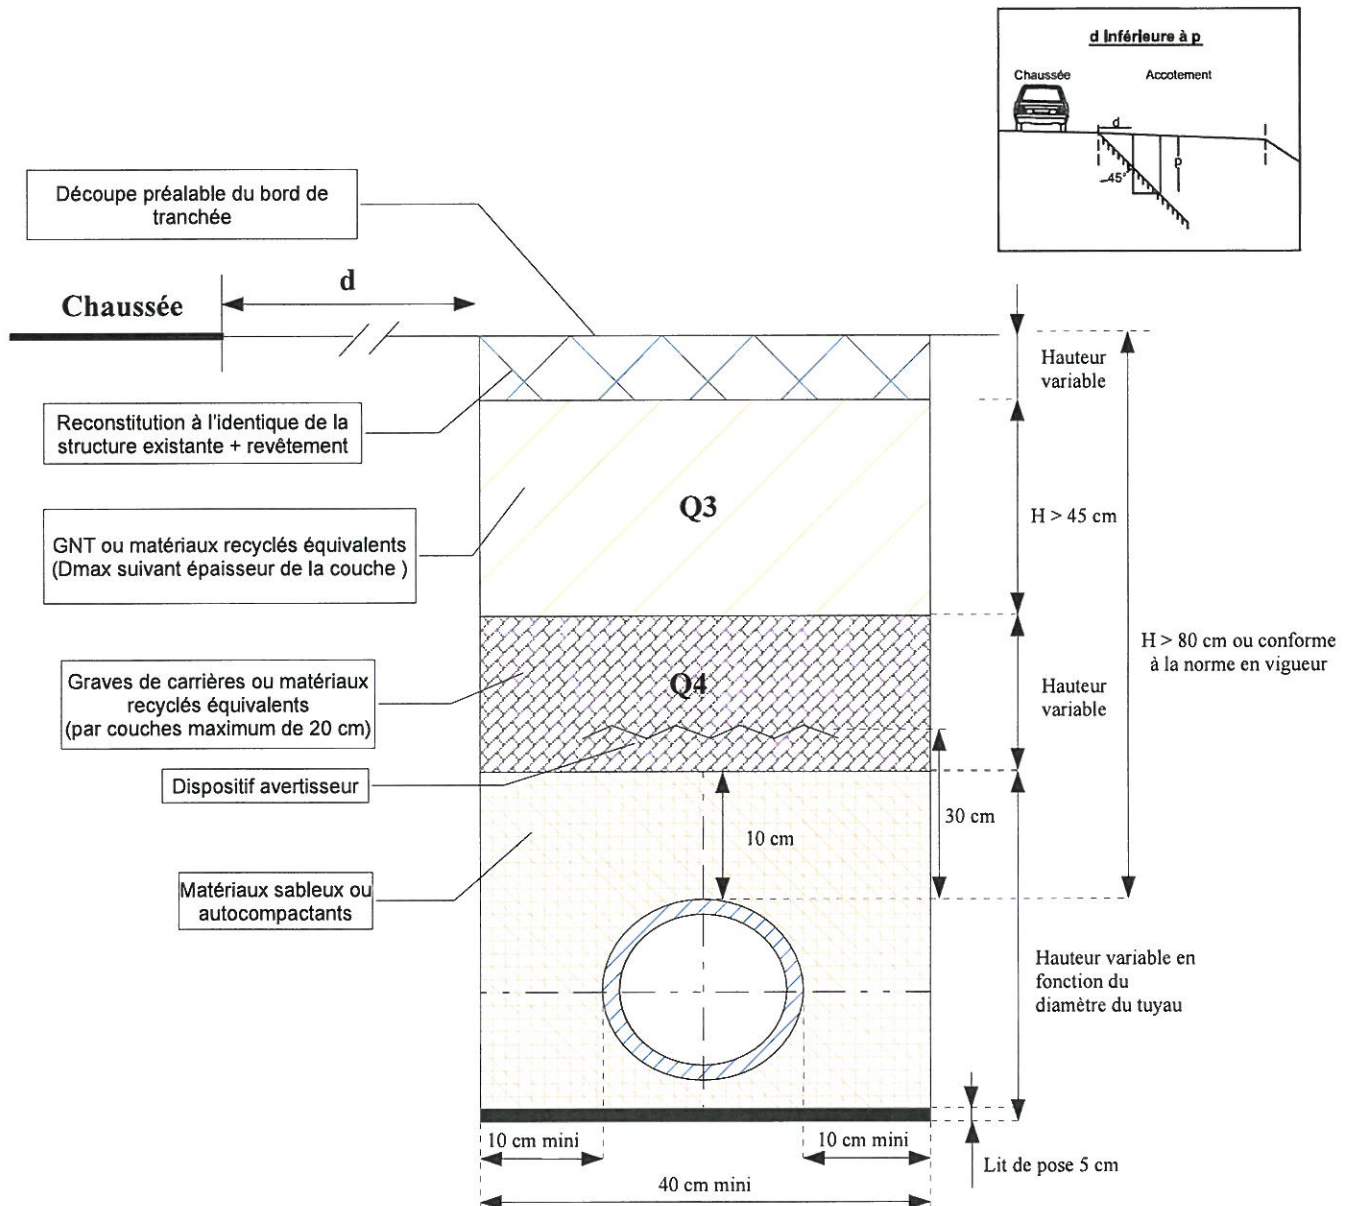 d Inférieure à p
Chaussée
Accotement
d
p
45°
Découpe préalable du bord de
tranchée
Chaussée
d
Hauteur
variable
Reconstitution à l'identique de la
structure existante + revêtement
Q3
H > 45 cm
GNT ou matériaux recyclés équivalents
(Dmax suivant épaisseur de la couche )
H > 80 cm ou conforme
à la norme en vigueur
Graves de carrières ou matériaux
recyclés équivalents
(par couches maximum de 20 cm)
Q4
Hauteur
variable
Dispositif avertisseur
10 cm
30 cm
Matériaux sableux ou
autocompactants
Hauteur variable en
fonction du
diamètre du tuyau
10 cm mini
10 cm mini
Lit de pose 5 cm
40 cm mini